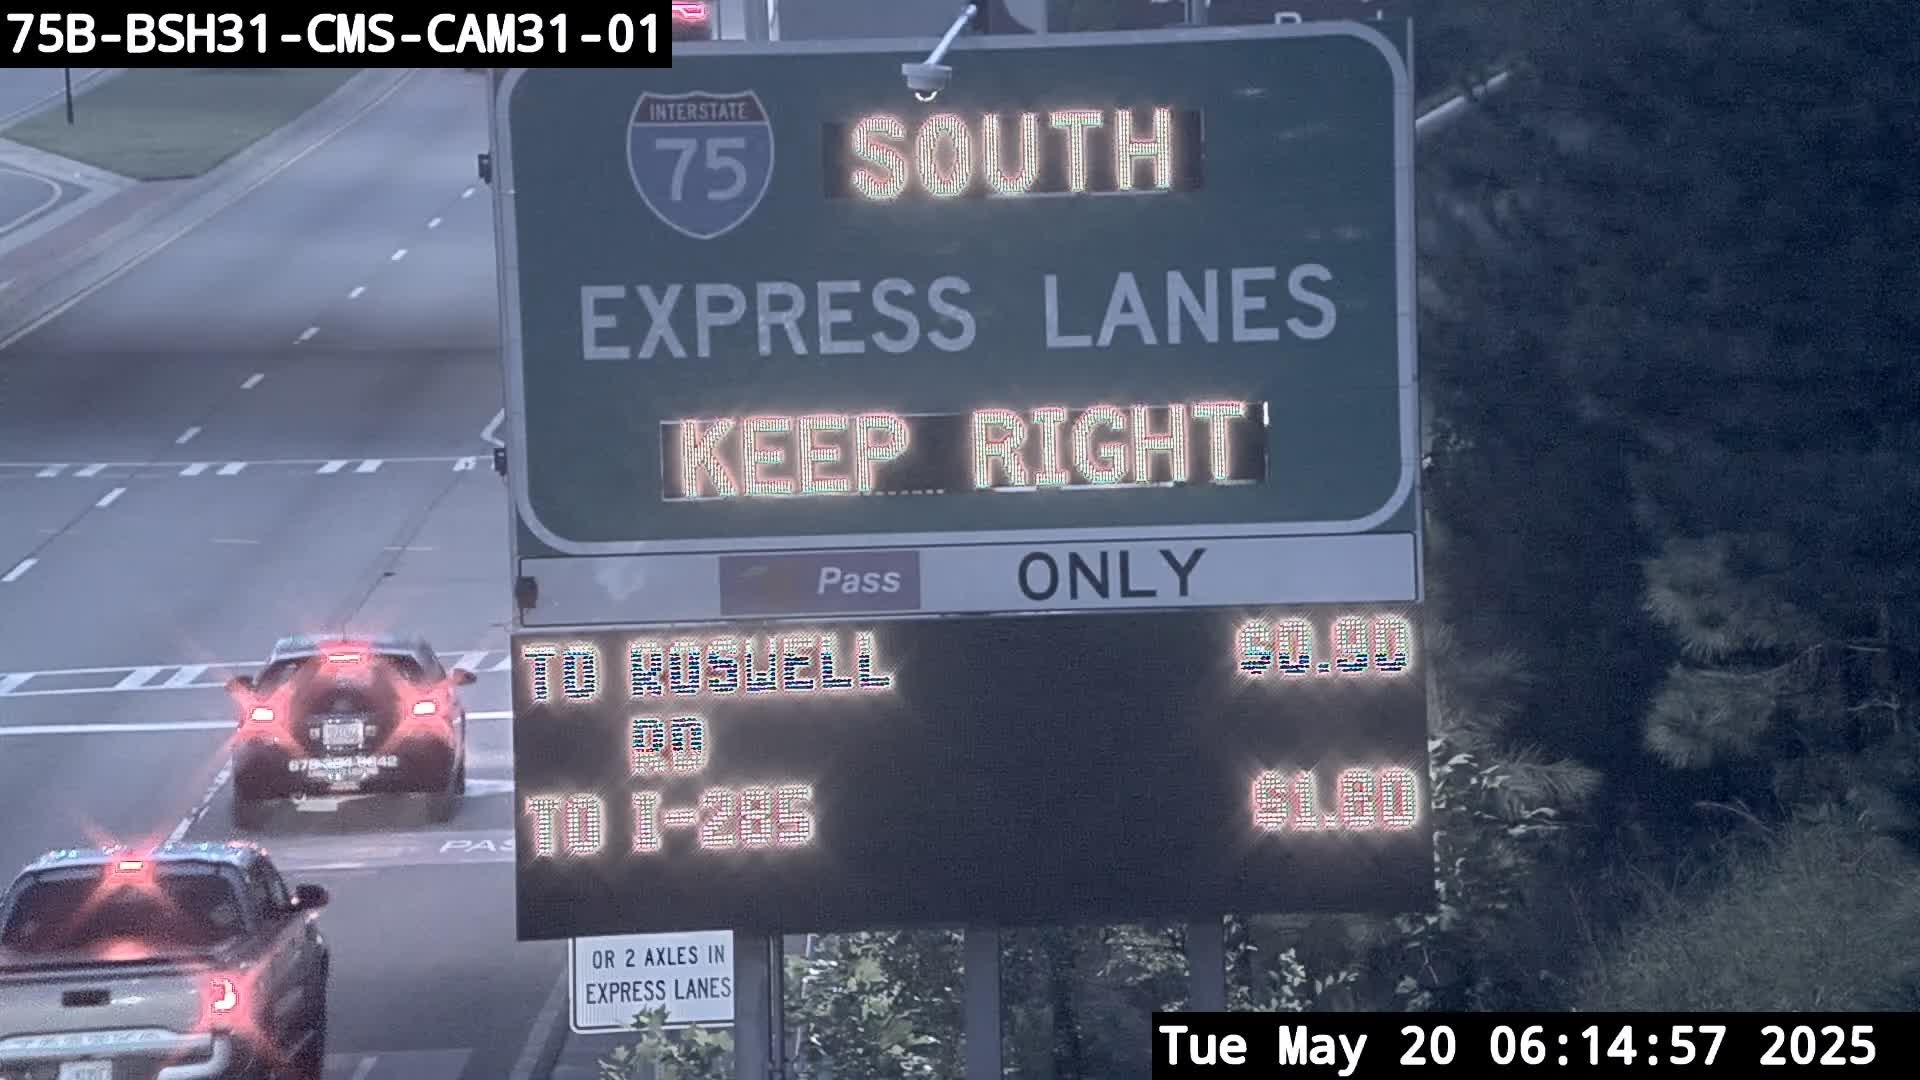 75B-BSH31-CMS-CAM31-01
INTERSTATE
75
SOUTH
EXPRESS LANES
KEEP RIGHT
Pass ONLY
TO ROSWELL $0.90
RD
TO I-285 $1.80
OR 2 AXLES IN
EXPRESS LANES
Tue May 20 06:14:57 2025